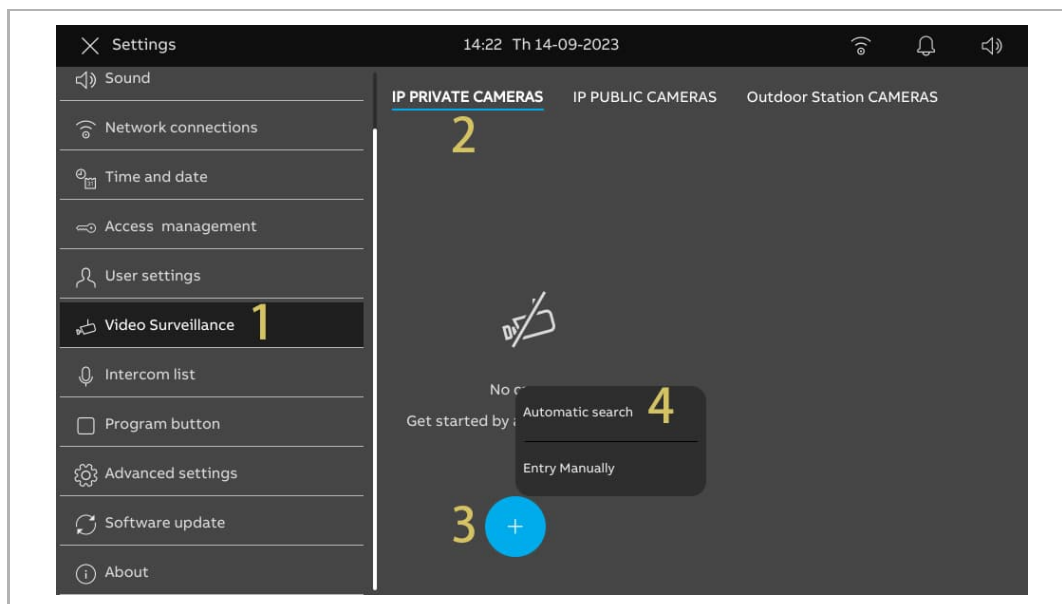 Settings
14:22 Th 14-09-2023
Sound
Network connections
Time and date
Access management
User settings
Video Surveillance 1
Intercom list
Program button
Advanced settings
Software update
About
IP PRIVATE CAMERAS IP PUBLIC CAMERAS Outdoor Station CAMERAS
2
No
Get started by
Automatic search 4
Entry Manually
3 +